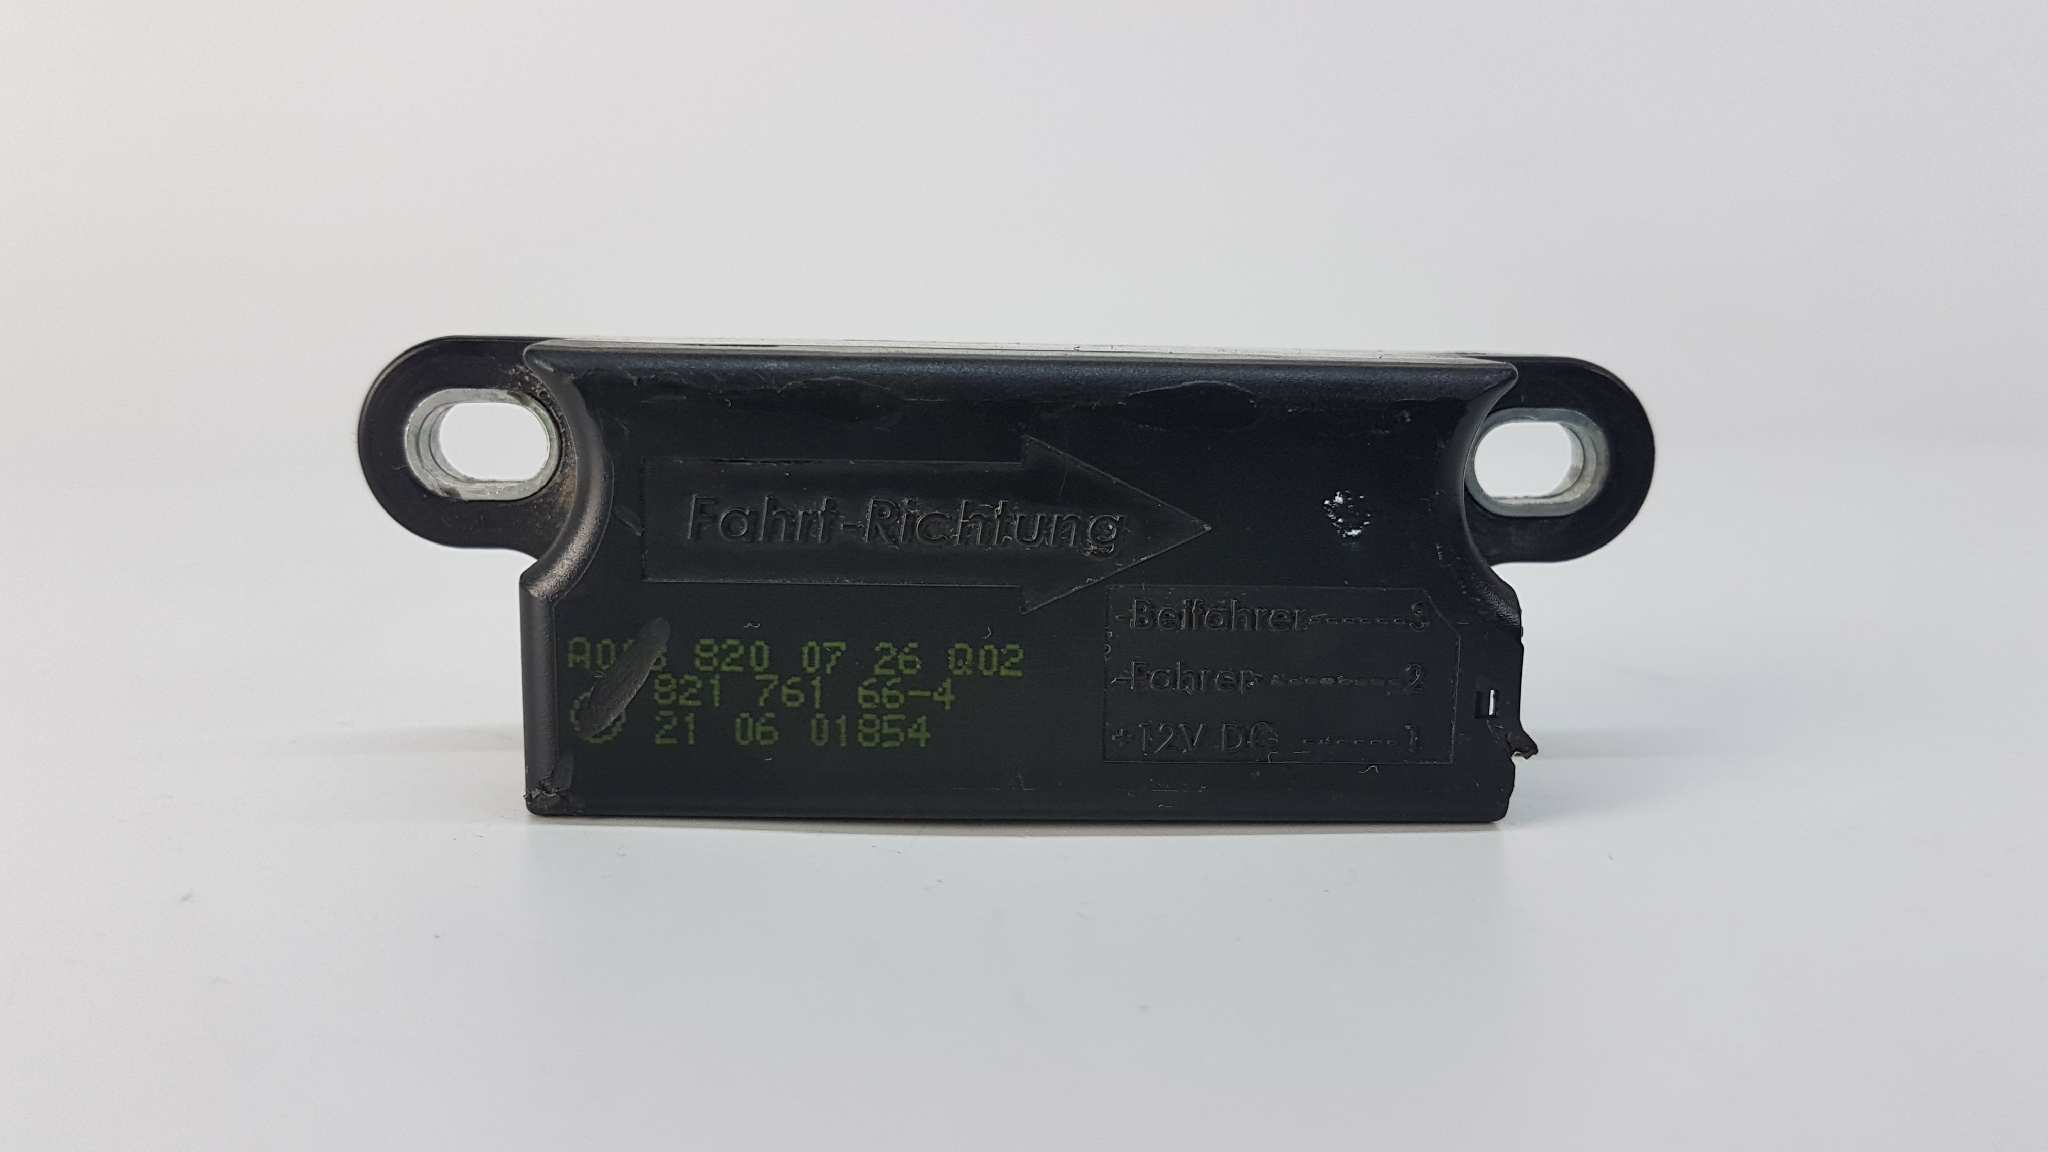 Fahrt-Richtung
820 07 26 Q02
821 761 66-4
21 06 01854
-Beifahrer------3
-Fahrer--------2
+12V DC ------1